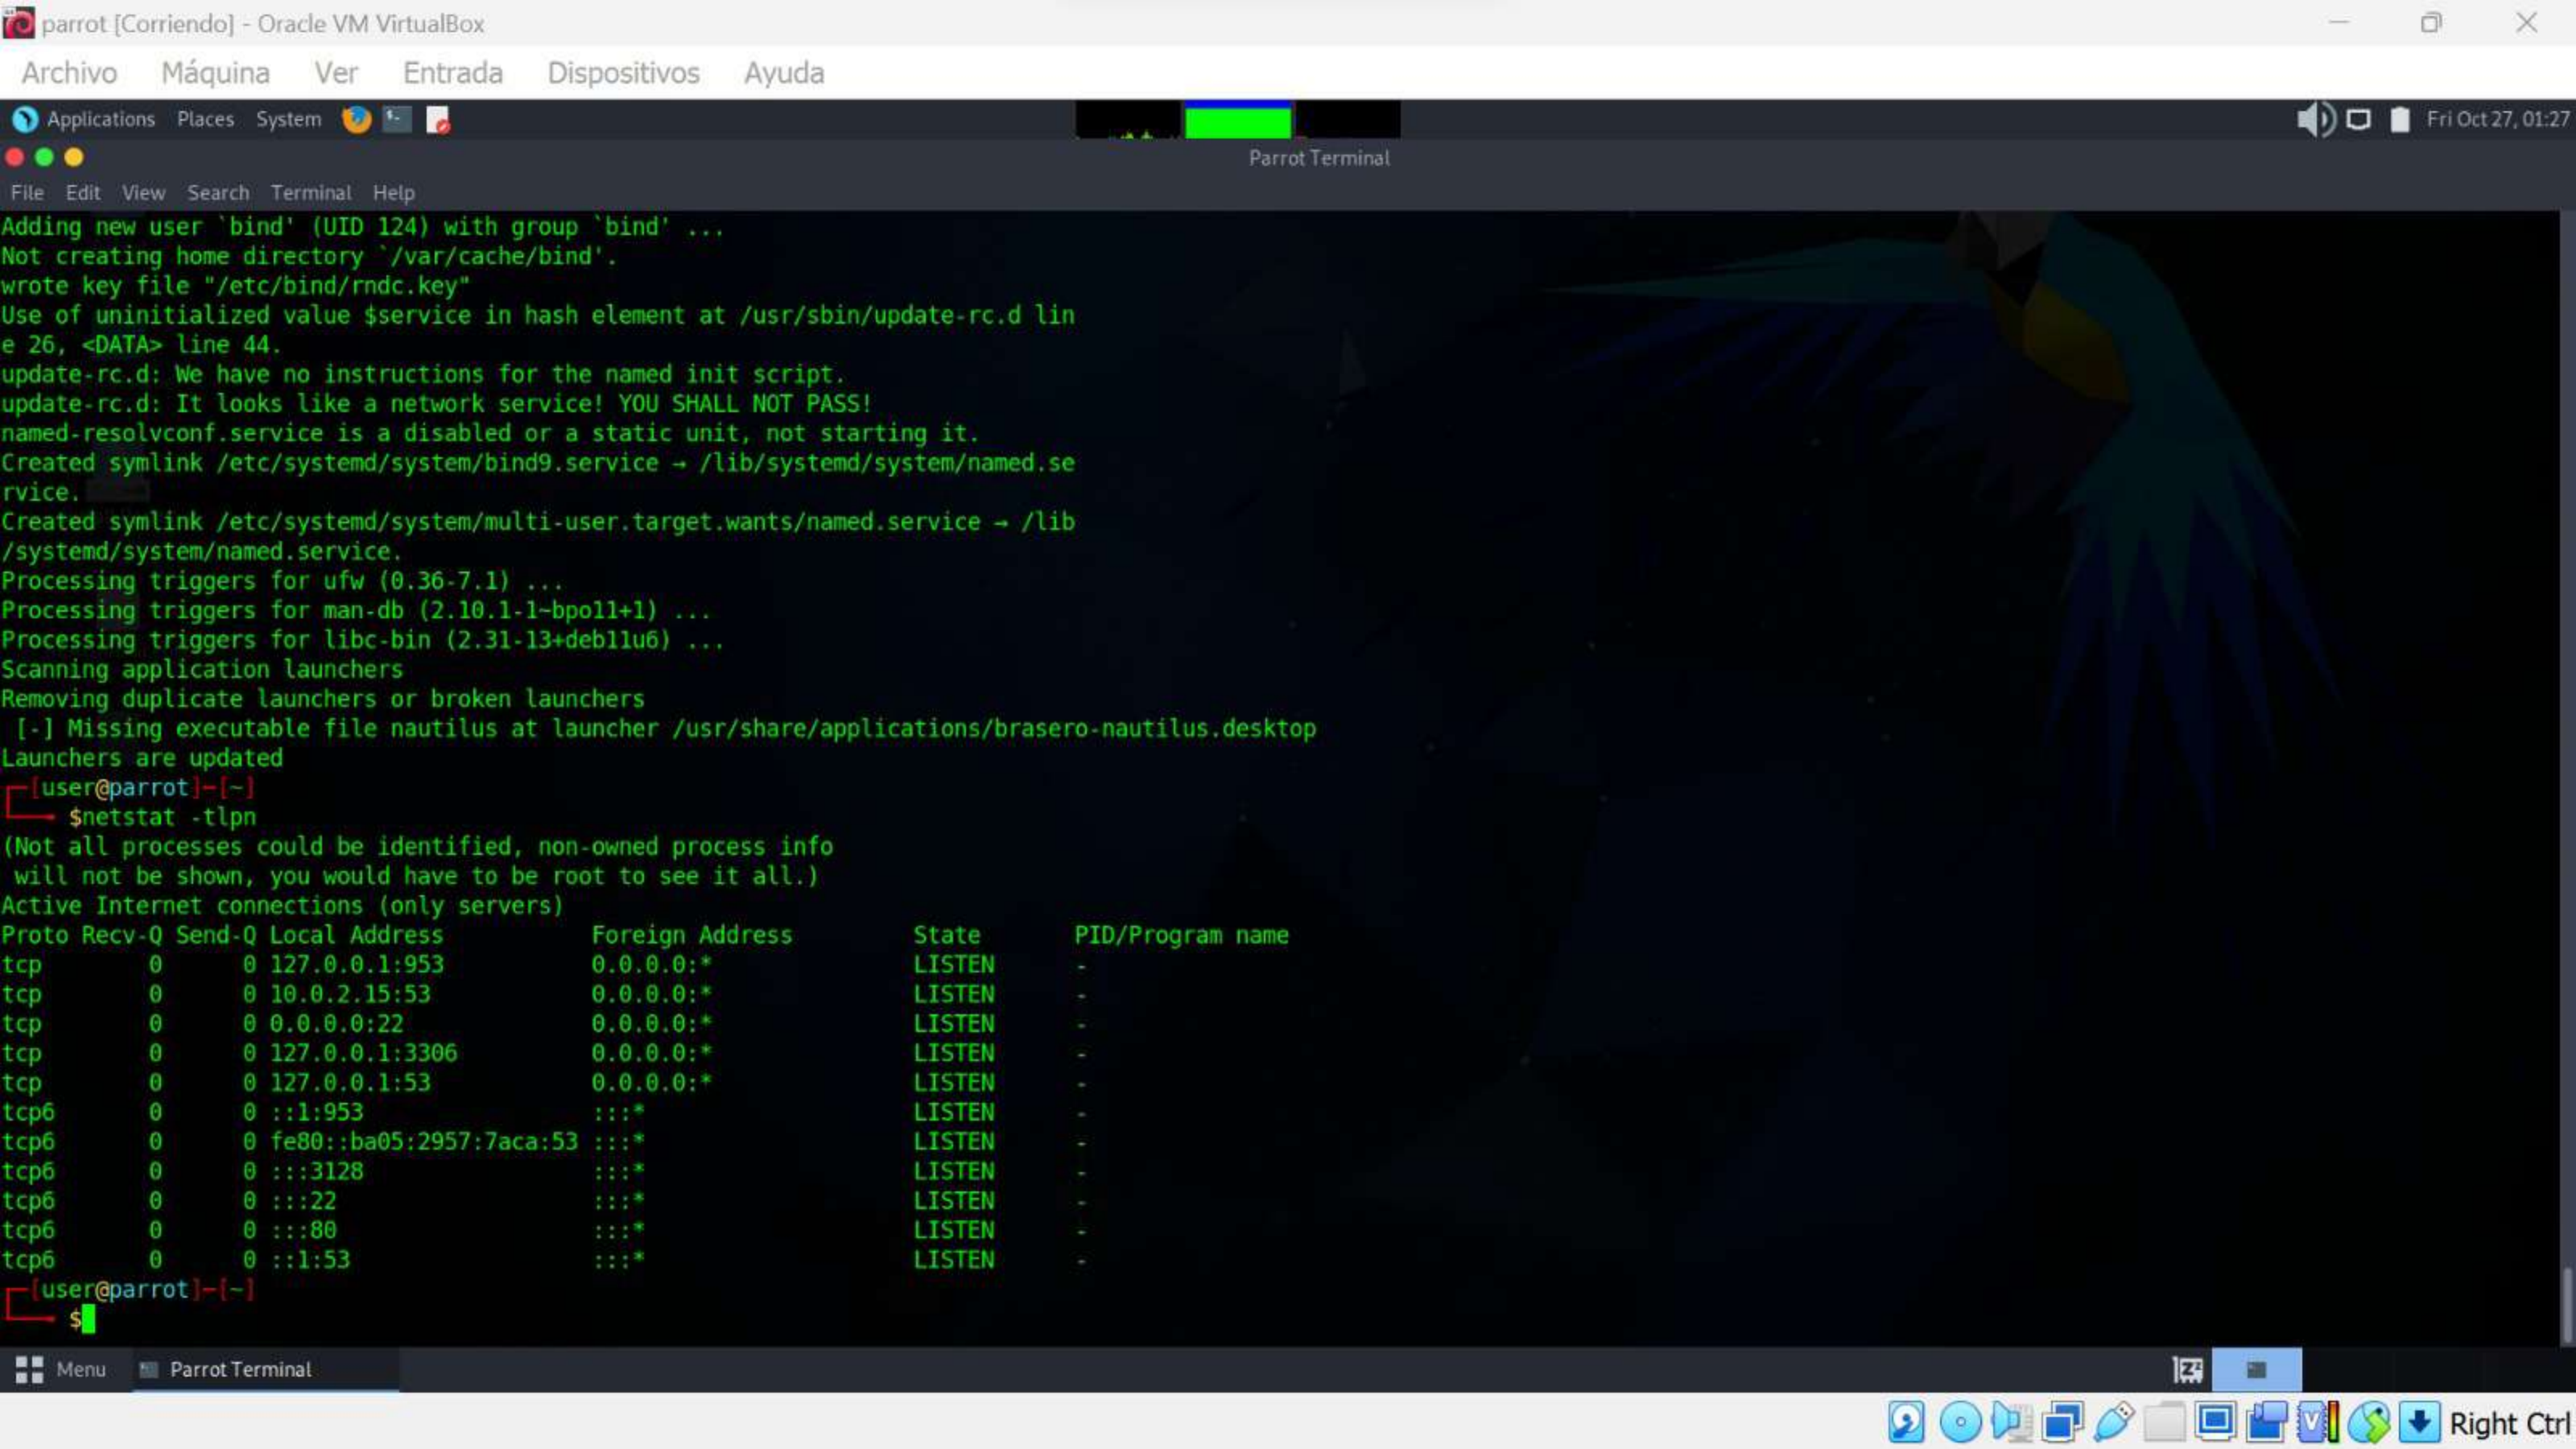 parrot [Corriendo] - Oracle VM VirtualBox
Archivo Máquina Ver Entrada Dispositivos Ayuda
Applications Places System Fri Oct 27, 01:27
Parrot Terminal
File Edit View Search Terminal Help
Adding new user `bind' (UID 124) with group `bind' ...
Not creating home directory `/var/cache/bind'.
wrote key file "/etc/bind/rndc.key"
Use of uninitialized value $service in hash element at /usr/sbin/update-rc.d lin
e 26, <DATA> line 44.
update-rc.d: We have no instructions for the named init script.
update-rc.d: It looks like a network service! YOU SHALL NOT PASS!
named-resolvconf.service is a disabled or a static unit, not starting it.
Created symlink /etc/systemd/system/bind9.service → /lib/systemd/system/named.se
rvice.
Created symlink /etc/systemd/system/multi-user.target.wants/named.service → /lib
/systemd/system/named.service.
Processing triggers for ufw (0.36-7.1) ...
Processing triggers for man-db (2.10.1-1~bpo11+1) ...
Processing triggers for libc-bin (2.31-13+deb11u6) ...
Scanning application launchers
Removing duplicate launchers or broken launchers
[-] Missing executable file nautilus at launcher /usr/share/applications/brasero-nautilus.desktop
Launchers are updated
┌─[user@parrot]─[~]
└──╼ $netstat -tlpn
(Not all processes could be identified, non-owned process info
will not be shown, you would have to be root to see it all.)
Active Internet connections (only servers)
Proto Recv-Q Send-Q Local Address Foreign Address State PID/Program name
tcp 0 0 127.0.0.1:953 0.0.0.0:* LISTEN -
tcp 0 0 10.0.2.15:53 0.0.0.0:* LISTEN -
tcp 0 0 0.0.0.0:22 0.0.0.0:* LISTEN -
tcp 0 0 127.0.0.1:3306 0.0.0.0:* LISTEN -
tcp 0 0 127.0.0.1:53 0.0.0.0:* LISTEN -
tcp6 0 0 ::1:953 :::* LISTEN -
tcp6 0 0 fe80::ba05:2957:7aca:53 :::* LISTEN -
tcp6 0 0 :::3128 :::* LISTEN -
tcp6 0 0 :::22 :::* LISTEN -
tcp6 0 0 :::80 :::* LISTEN -
tcp6 0 0 ::1:53 :::* LISTEN -
┌─[user@parrot]─[~]
└──╼ $
Menu Parrot Terminal
Right Ctrl